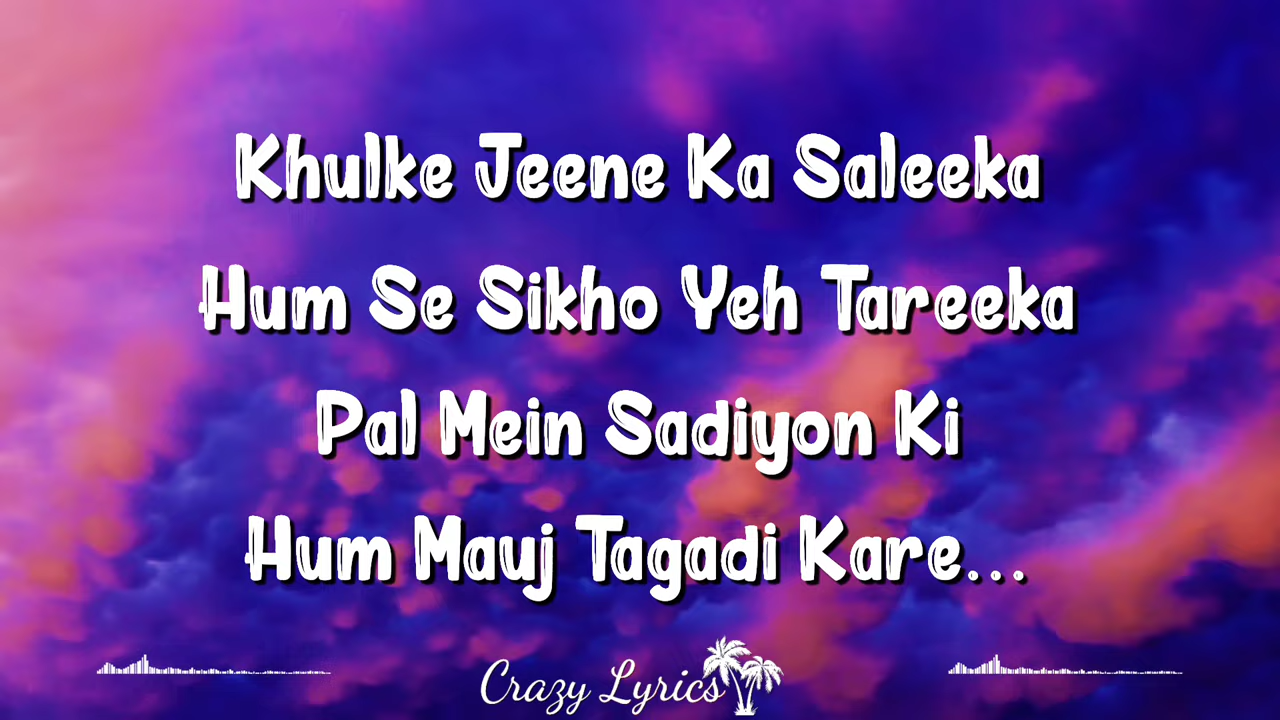 Khulke Jeene Ka Saleeka
Hum Se Sikho Yeh Tareeka
Pal Mein Sadiyon Ki
Hum Mauj Tagadi Kare...
Crazy Lyrics